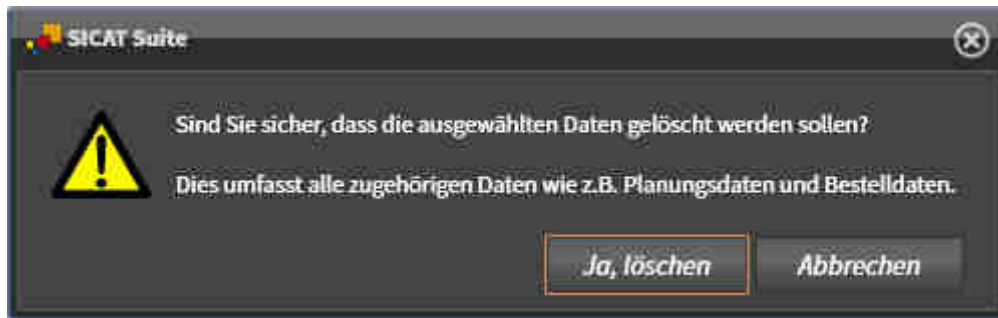 SICAT Suite
Sind Sie sicher, dass die ausgewählten Daten gelöscht werden sollen?
Dies umfasst alle zugehörigen Daten wie z.B. Planungsdaten und Bestelldaten.
Ja, löschen Abbrechen